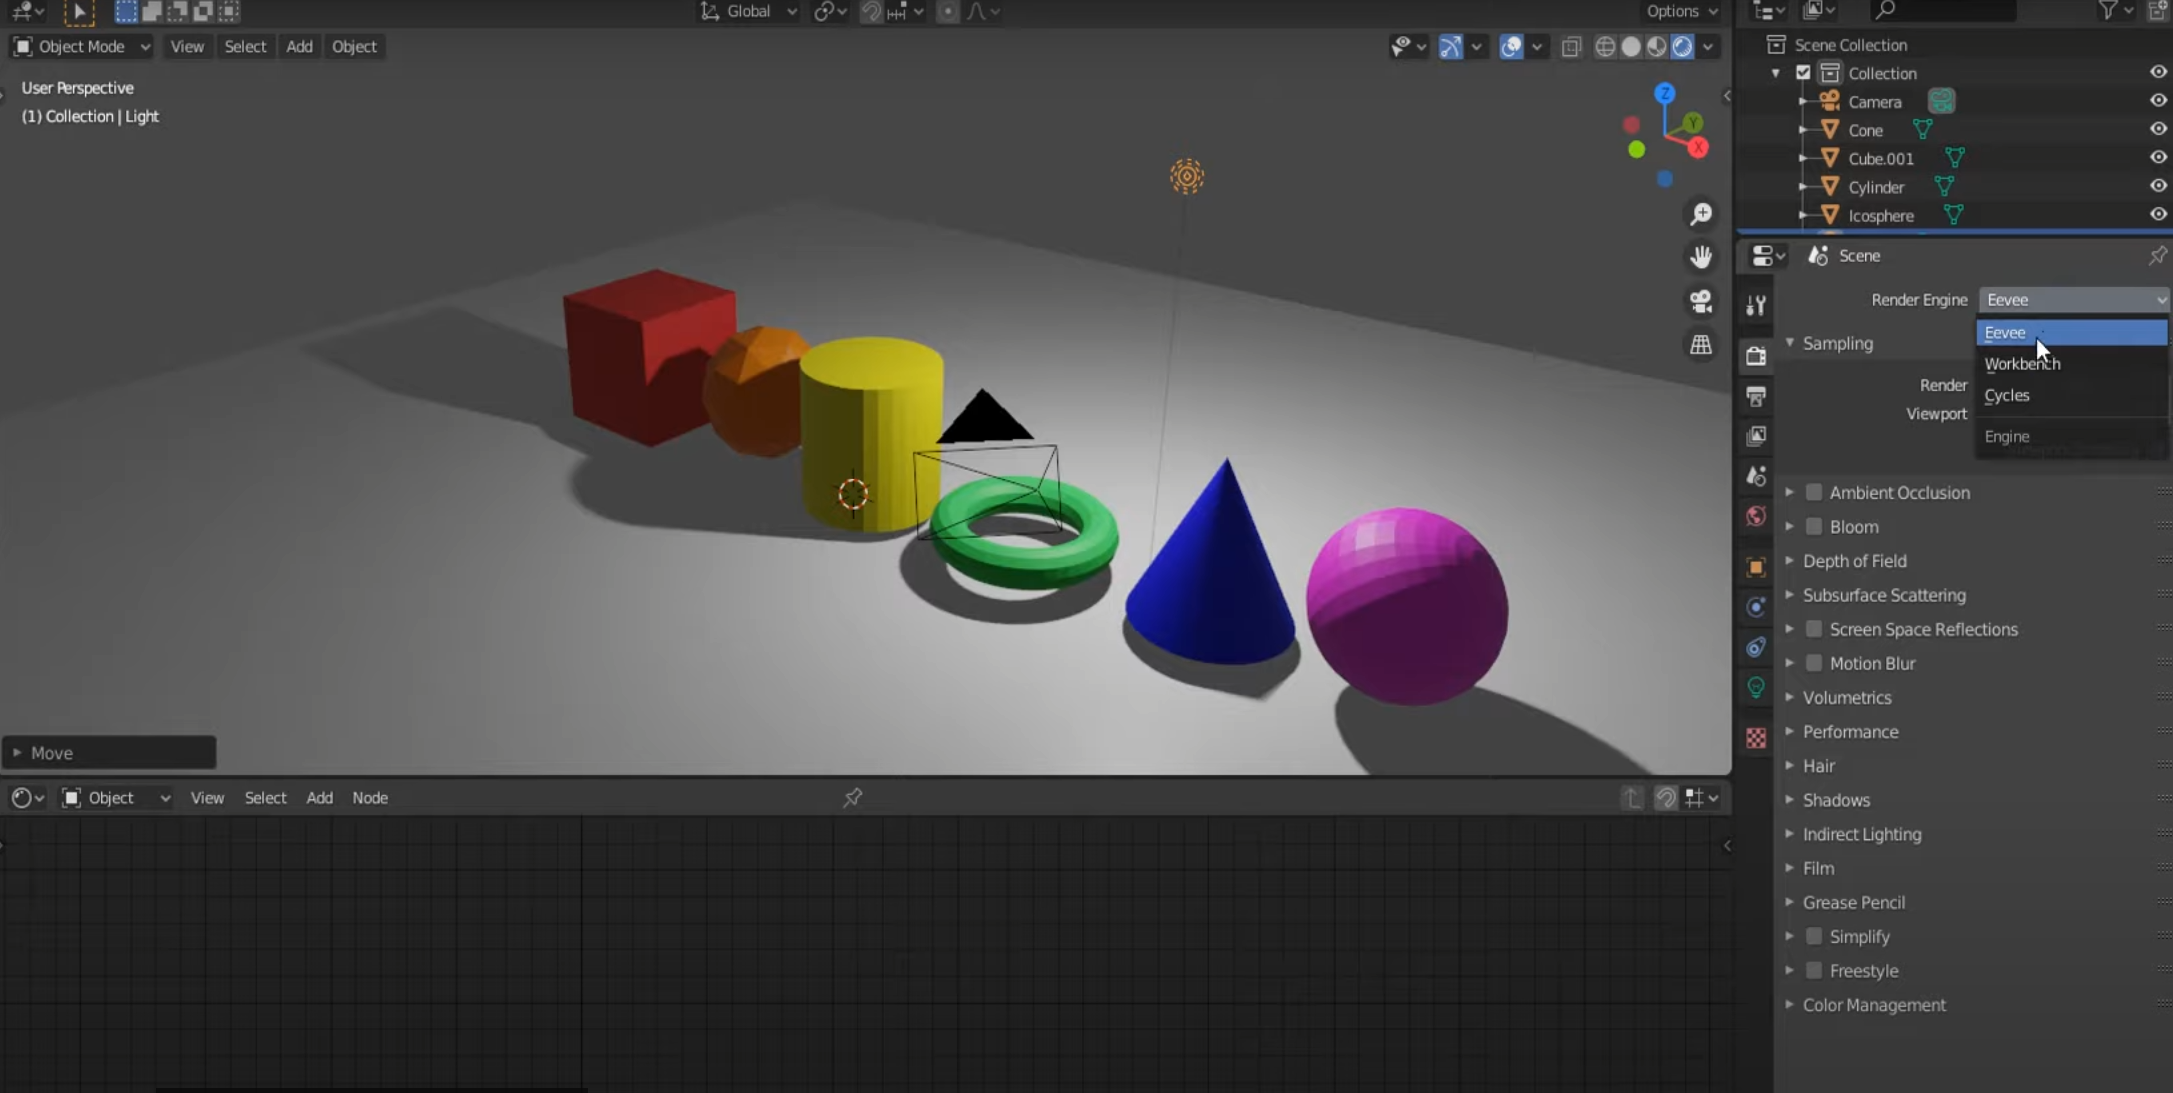 Global
Options
Object Mode View Select Add Object
User Perspective
(1) Collection | Light
Z
Y
X
Move
Object View Select Add Node
Scene Collection
Collection
Camera
Cone
Cube.001
Cylinder
Icosphere
Scene
Render Engine Eevee
Eevee
Workbench
Cycles
Engine
Sampling
Render
Viewport
Ambient Occlusion
Bloom
Depth of Field
Subsurface Scattering
Screen Space Reflections
Motion Blur
Volumetrics
Performance
Hair
Shadows
Indirect Lighting
Film
Grease Pencil
Simplify
Freestyle
Color Management